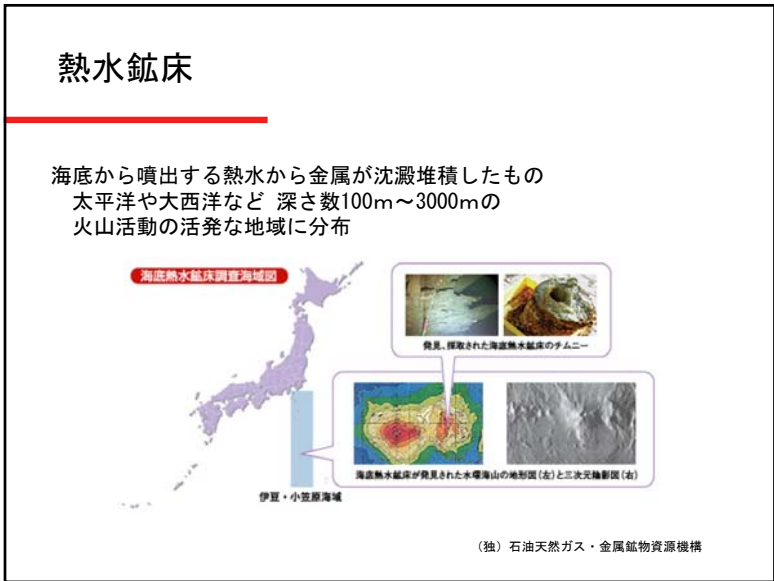 熱水鉱床
海底から噴出する熱水から金属が沈澱堆積したもの
太平洋や大西洋など 深さ数100m~3000mの
火山活動の活発な地域に分布
海底熱水鉱床調査海域図
発見、採取された海底熱水鉱床のチムニー
海底熱水鉱床が発見された水曜海山の地形図(左)と三次元陰影図(右)
伊豆・小笠原海域
(独)石油天然ガス・金属鉱物資源機構